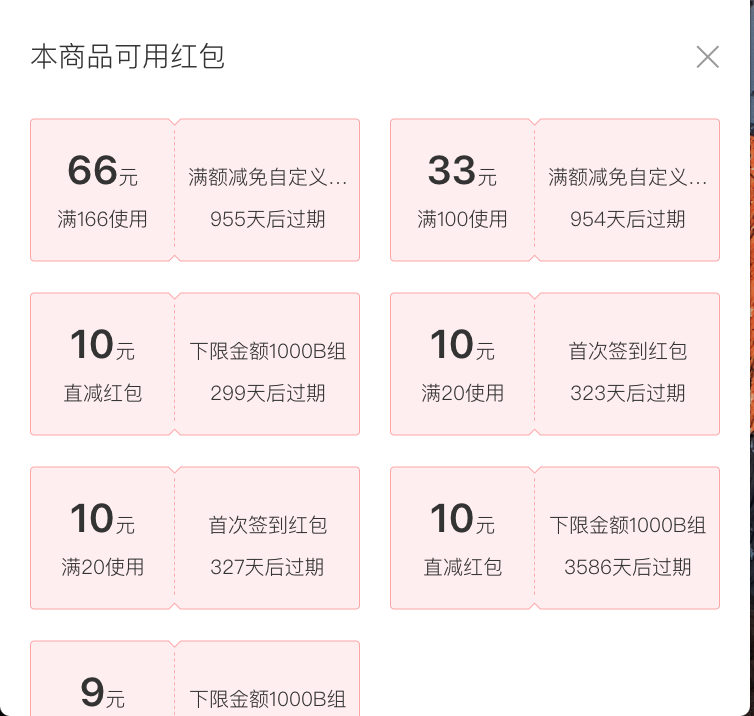 本商品可用红包
66元
满额减免自定义...
满166使用
955天后过期
33元
满额减免自定义...
满100使用
954天后过期
10元
下限金额1000B组
直减红包
299天后过期
10元
首次签到红包
满20使用
323天后过期
10元
首次签到红包
满20使用
327天后过期
10元
下限金额1000B组
直减红包
3586天后过期
9元
下限金额1000B组